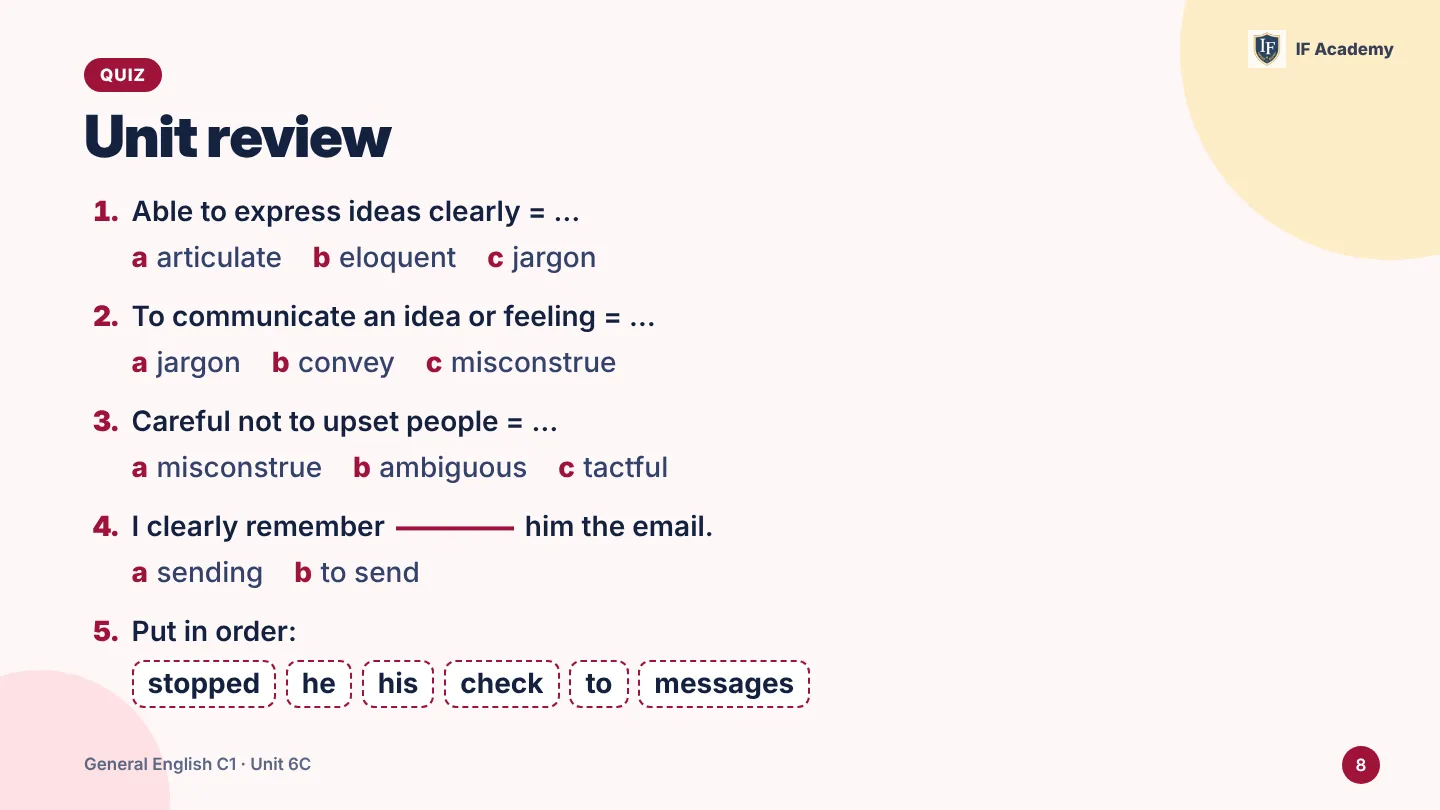 IF
IF Academy
QUIZ
Unit review
1. Able to express ideas clearly = …
a articulate b eloquent c jargon
2. To communicate an idea or feeling = …
a jargon b convey c misconstrue
3. Careful not to upset people = …
a misconstrue b ambiguous c tactful
4. I clearly remember ______ him the email.
a sending b to send
5. Put in order:
stopped he his check to messages
General English C1 · Unit 6C
8